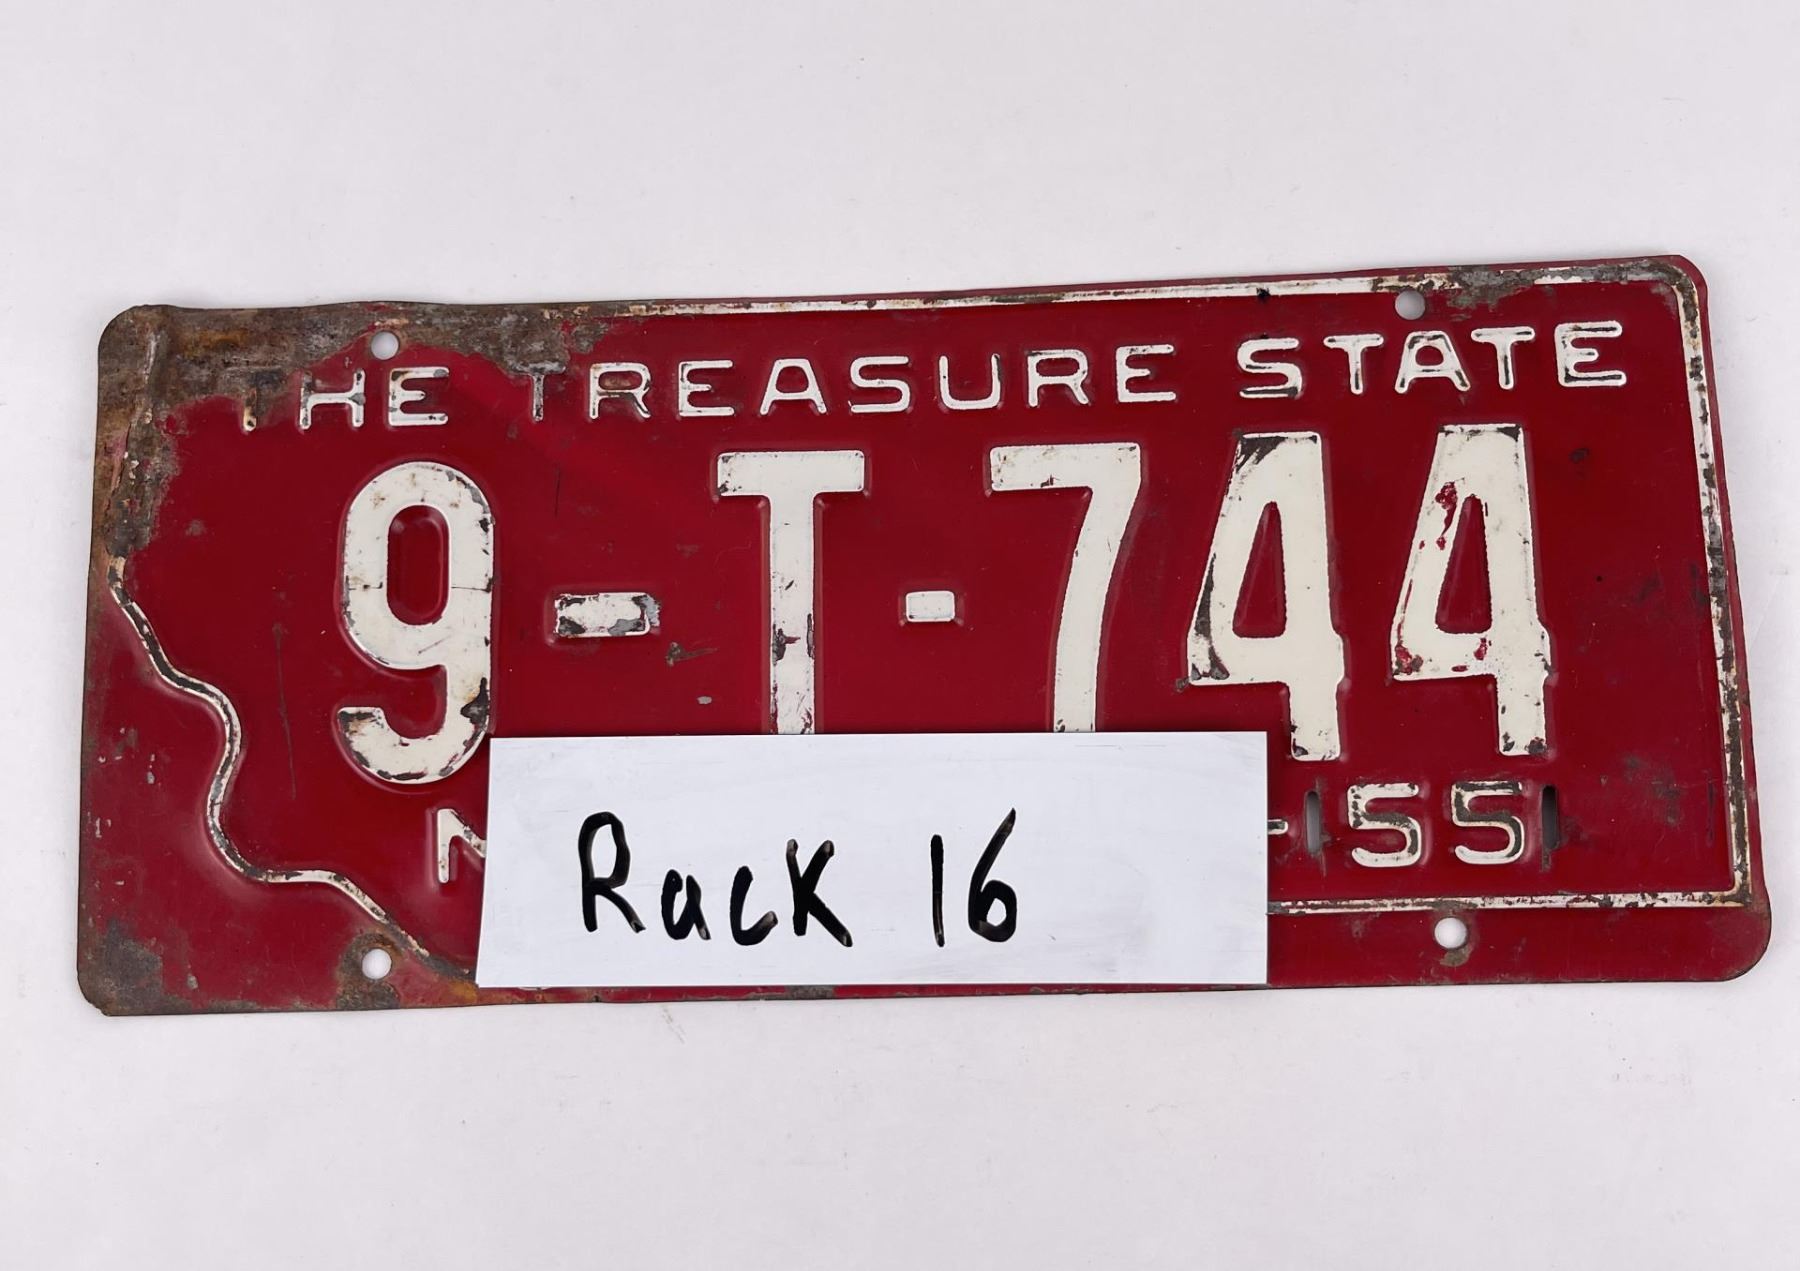 THE TREASURE STATE
9-T-744
-55
Rack 16